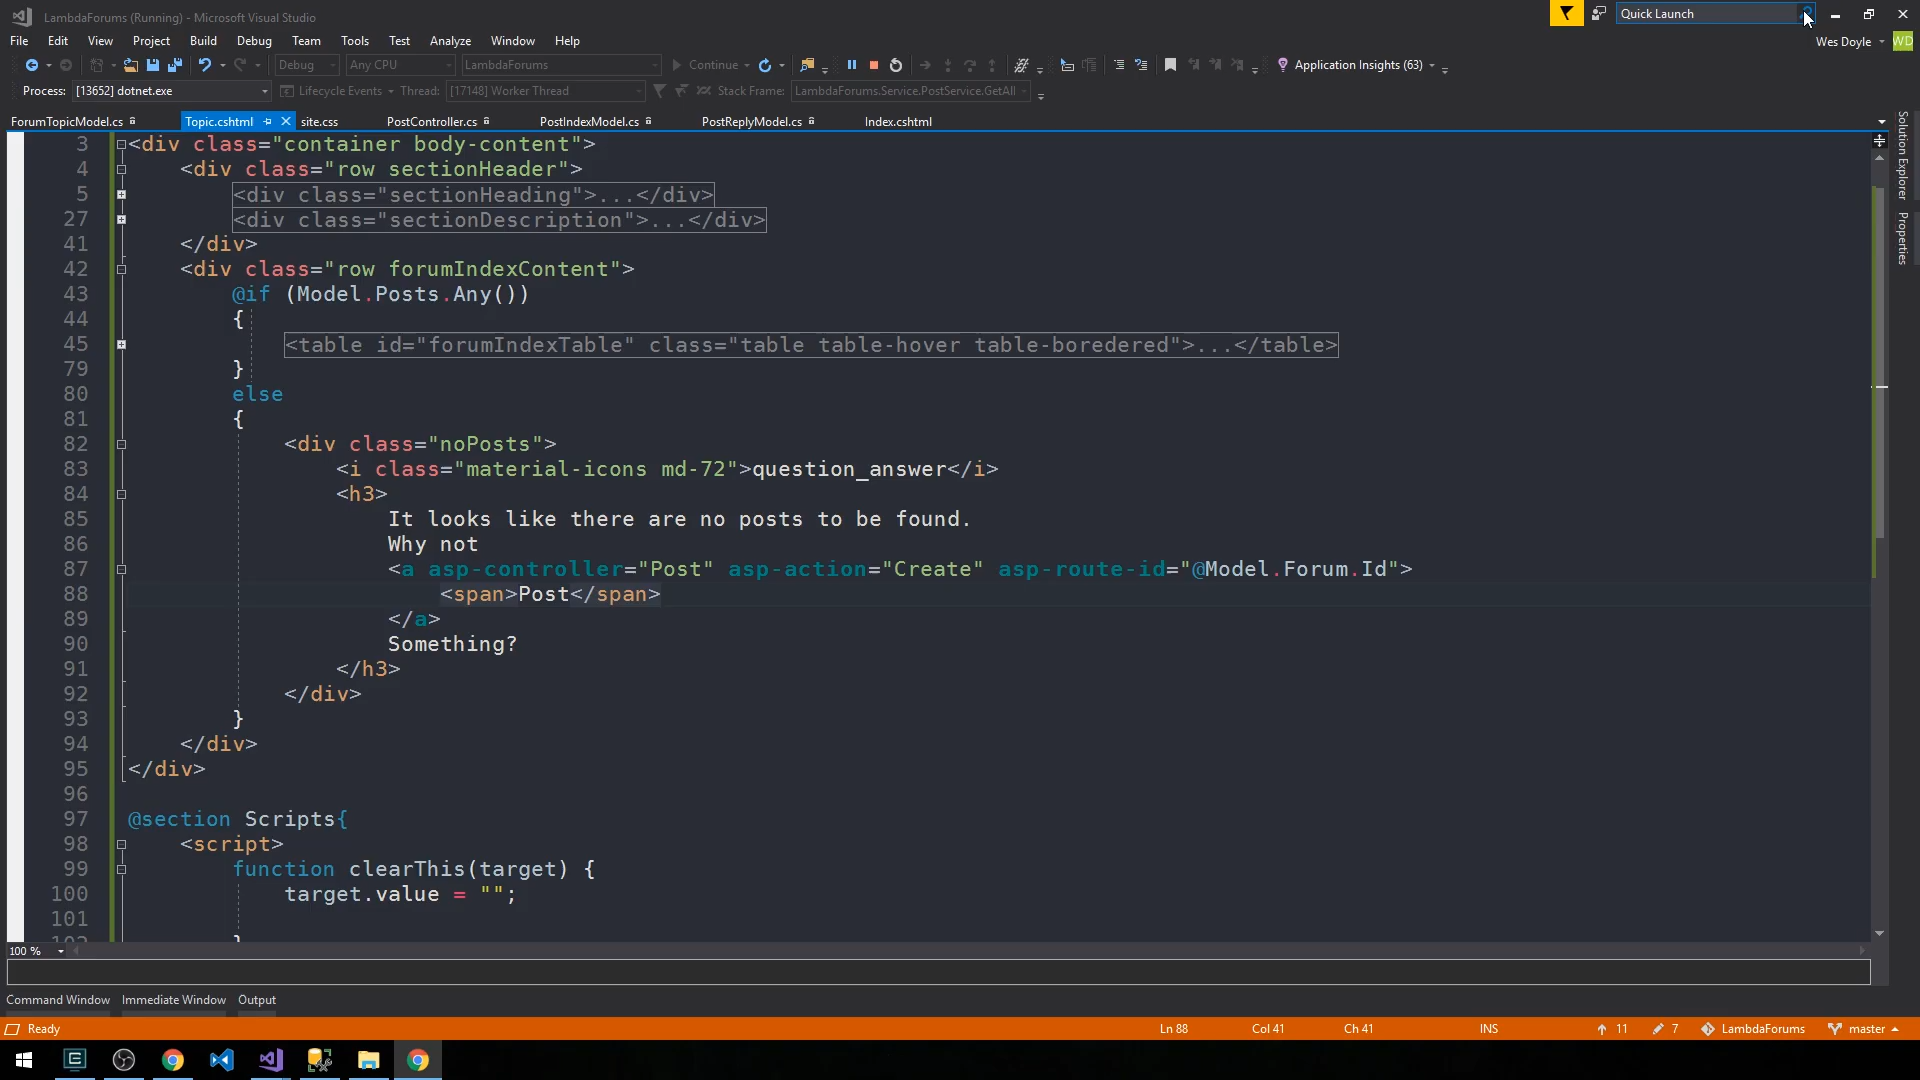 LambdaForums (Running) - Microsoft Visual Studio
Quick Launch
File Edit View Project Build Debug Team Tools Test Analyze Window Help
Wes Doyle WD
Debug Any CPU LambdaForums Continue Application Insights (63)
Process: [13652] dotnet.exe Lifecycle Events Thread: [17148] Worker Thread Stack Frame: LambdaForums.Service.PostService.GetAll
ForumTopicModel.cs Topic.cshtml site.css PostController.cs PostIndexModel.cs PostReplyModel.cs Index.cshtml
Solution Explorer
Properties
3 <div class="container body-content">
4 <div class="row sectionHeader">
5 <div class="sectionHeading">...</div>
27 <div class="sectionDescription">...</div>
41 </div>
42 <div class="row forumIndexContent">
43 @if (Model.Posts.Any())
44 {
45 <table id="forumIndexTable" class="table table-hover table-boredered">...</table>
79 }
80 else
81 {
82 <div class="noPosts">
83 <i class="material-icons md-72">question_answer</i>
84 <h3>
85 It looks like there are no posts to be found.
86 Why not
87 <a asp-controller="Post" asp-action="Create" asp-route-id="@Model.Forum.Id">
88 <span>Post</span>
89 </a>
90 Something?
91 </h3>
92 </div>
93 }
94 </div>
95 </div>
96
97 @section Scripts{
98 <script>
99 function clearThis(target) {
100 target.value = "";
101
102 }
100 %
Command Window Immediate Window Output
Ready Ln 88 Col 41 Ch 41 INS 11 7 LambdaForums master